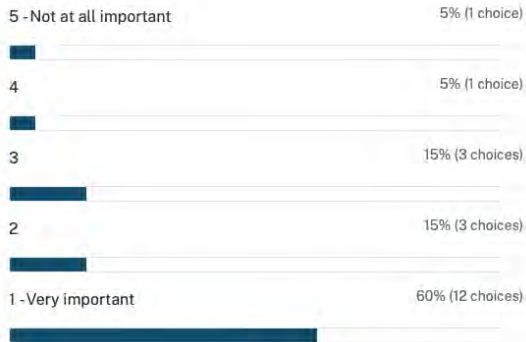 5 - Not at all important 5% (1 choice)
4 5% (1 choice)
3 15% (3 choices)
2 15% (3 choices)
1 - Very important 60% (12 choices)